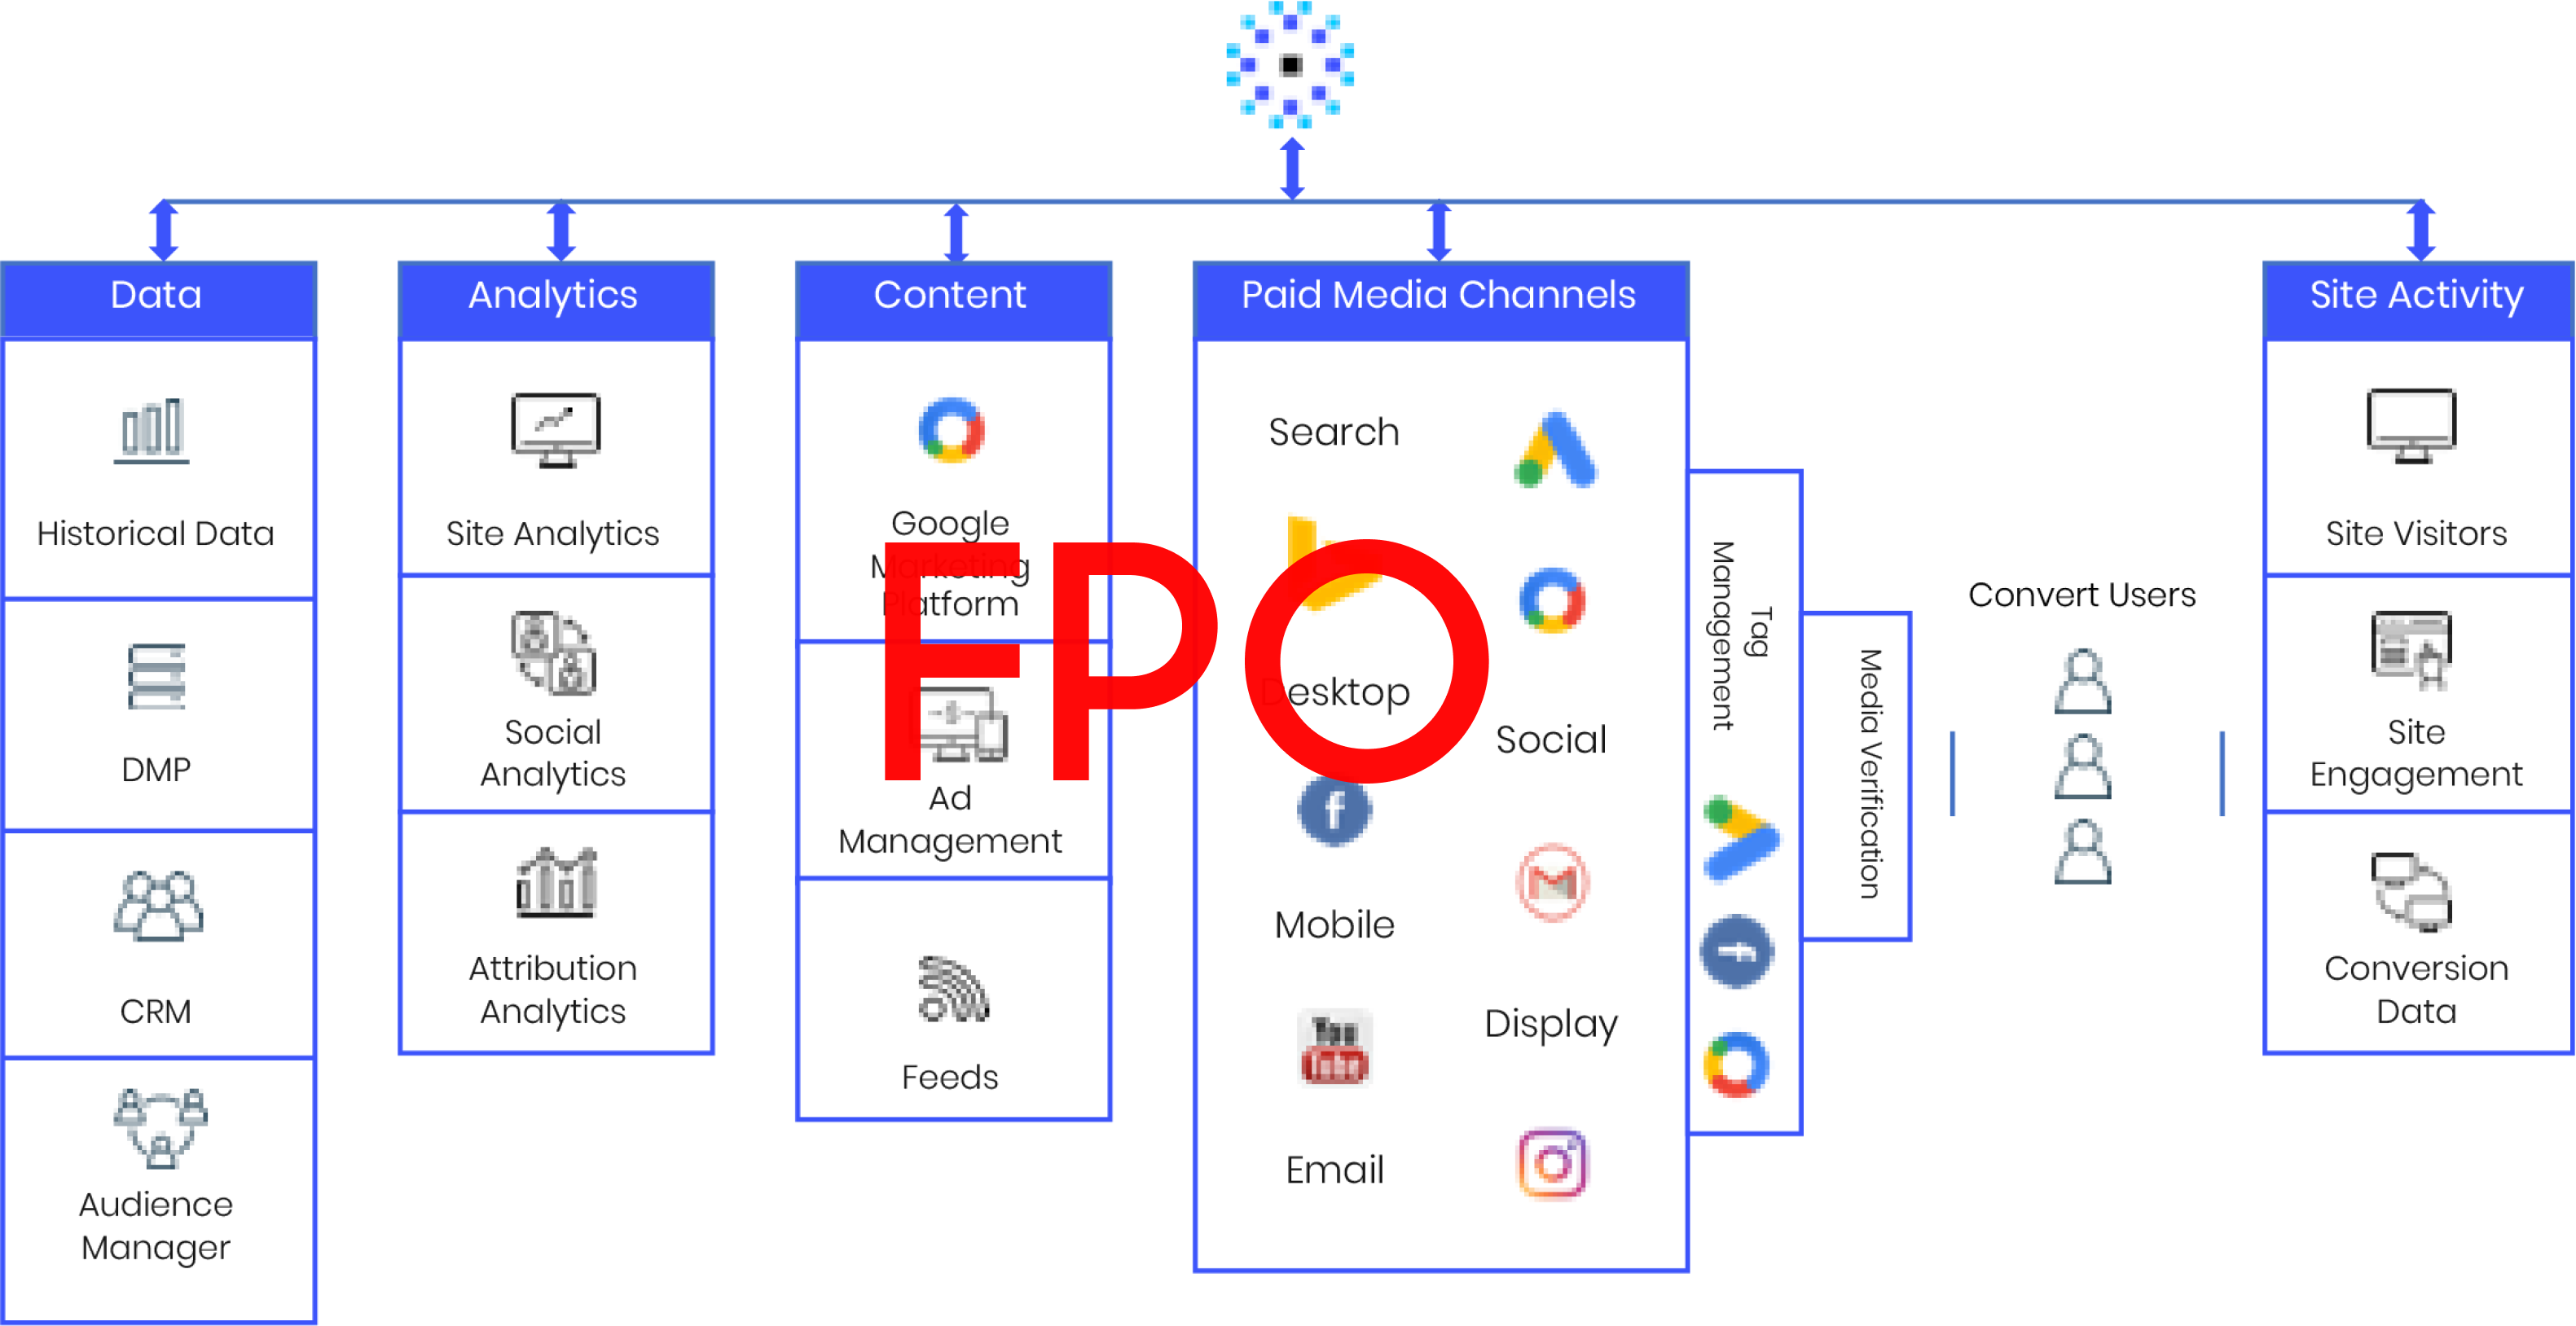 Data
Historical Data
DMP
CRM
Audience
Manager
Analytics
Site Analytics
Social
Analytics
Attribution
Analytics
Content
Google
Marketing
Platform
Ad
Management
Feeds
FPO
Paid Media Channels
Search
Desktop
Social
f
Mobile
You
Tube
Display
Email
Tag
Management
Media Verification
Convert Users
Site Activity
Site Visitors
Site
Engagement
Conversion
Data